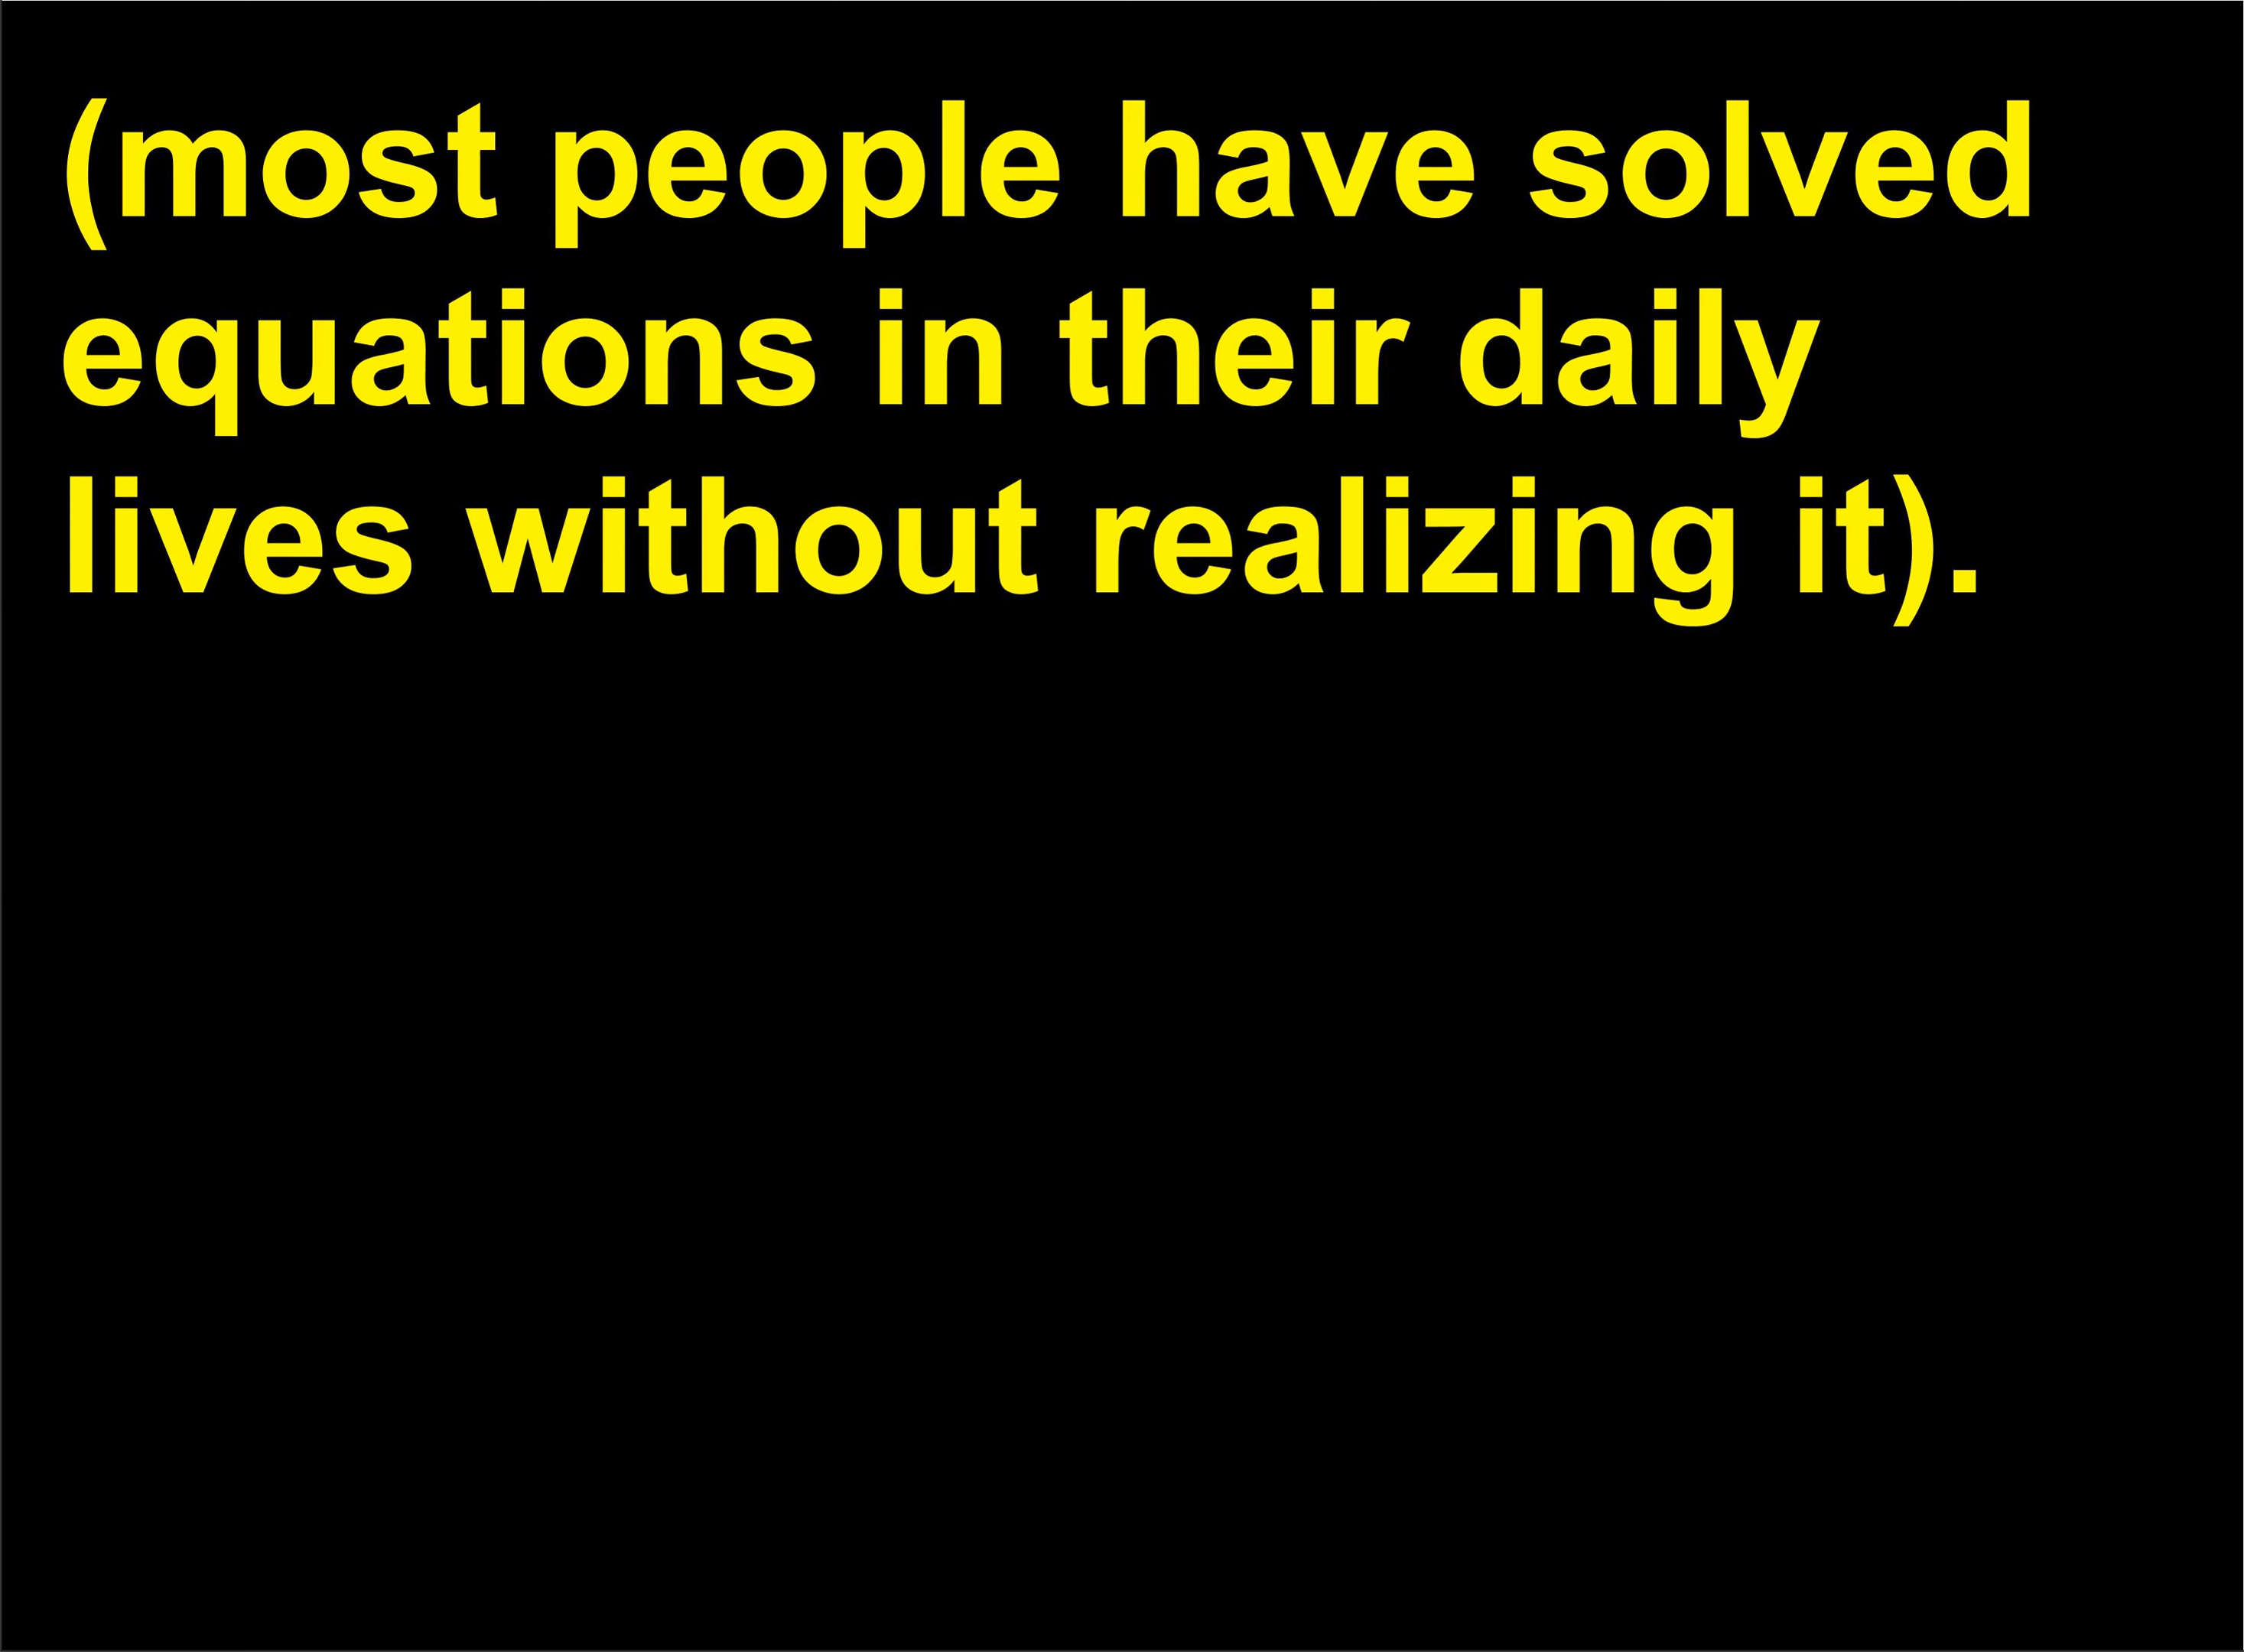 (most people have solved
equations in their daily
lives without realizing it).